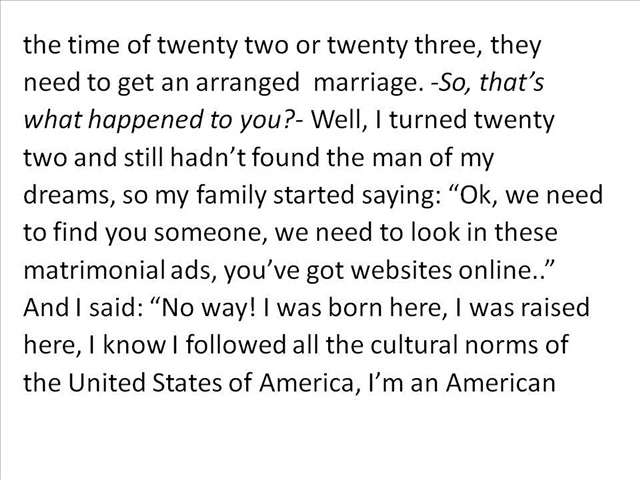 the time of twenty two or twenty three, they
need to get an arranged  marriage. -So, that’s
what happened to you?- Well, I turned twenty
two and still hadn’t found the man of my
dreams, so my family started saying: “Ok, we need
to find you someone, we need to look in these
matrimonial ads, you’ve got websites online..”
And I said: “No way! I was born here, I was raised
here, I know I followed all the cultural norms of
the United States of America, I’m an American